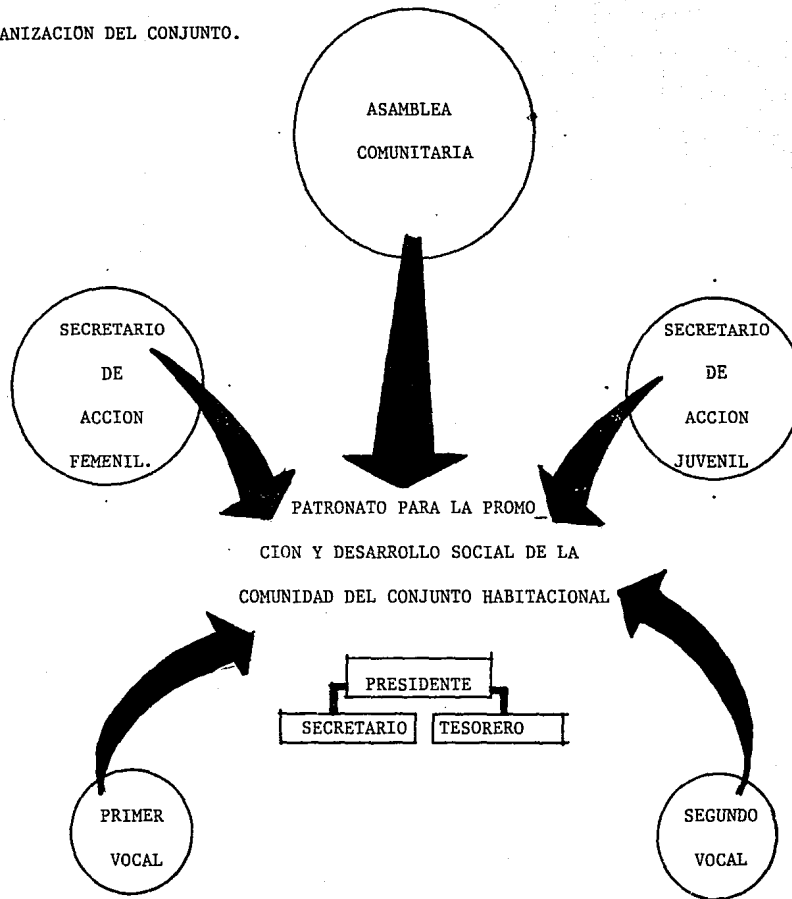 ANIZACION DEL CONJUNTO.
ASAMBLEA
COMUNITARIA
SECRETARIO
DE
ACCION
FEMENIL.
SECRETARIO
DE
ACCION
JUVENIL
PATRONATO PARA LA PROMO_
CION Y DESARROLLO SOCIAL DE LA
COMUNIDAD DEL CONJUNTO HABITACIONAL
PRESIDENTE
SECRETARIO
TESORERO
PRIMER
VOCAL
SEGUNDO
VOCAL